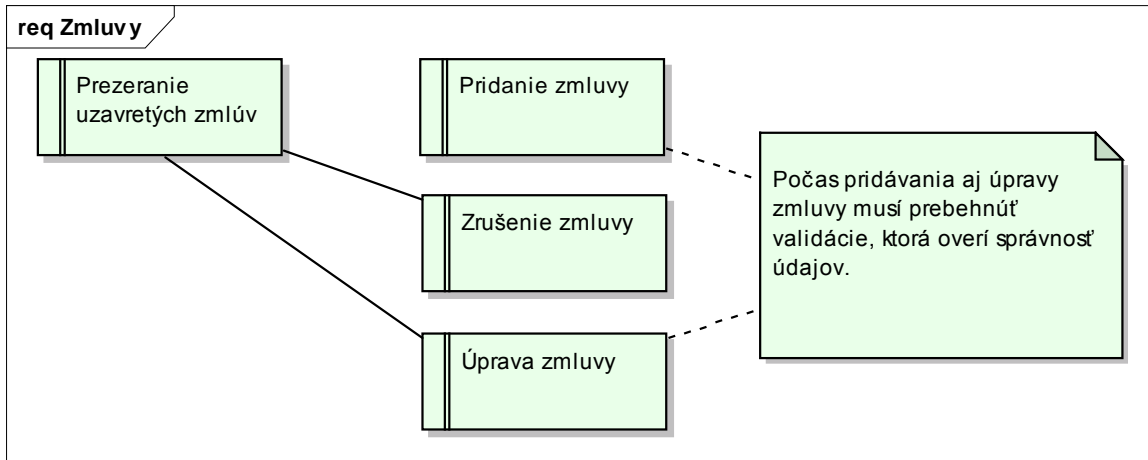 req Zmluvy
Prezeranie
uzavretých zmlúv
Pridanie zmluvy
Zrušenie zmluvy
Úprava zmluvy
Počas pridávania aj úpravy
zmluvy musí prebehnúť
validácie, ktorá overí správnosť
údajov.